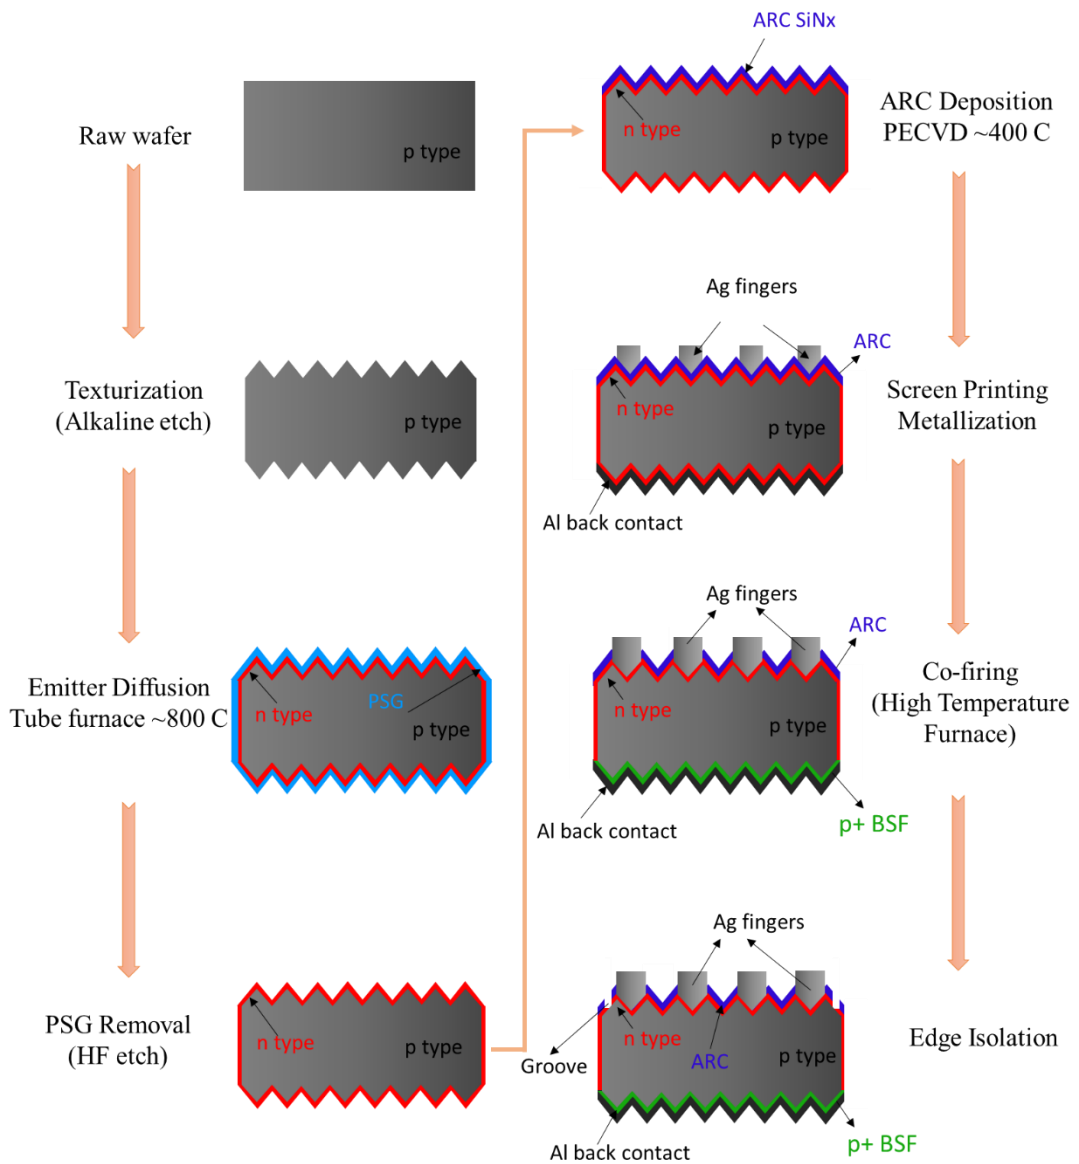 Raw wafer
p type
Texturization
(Alkaline etch)
p type
Emitter Diffusion
Tube furnace ~800 C
n type
PSG
p type
PSG Removal
(HF etch)
n type
p type
ARC SiNx
n type
p type
ARC Deposition
PECVD ~400 C
Ag fingers
ARC
n type
p type
Al back contact
Screen Printing
Metallization
Ag fingers
ARC
n type
p type
Al back contact
p+ BSF
Co-firing
(High Temperature
Furnace)
Ag fingers
n type
p type
Groove
ARC
Al back contact
p+ BSF
Edge Isolation